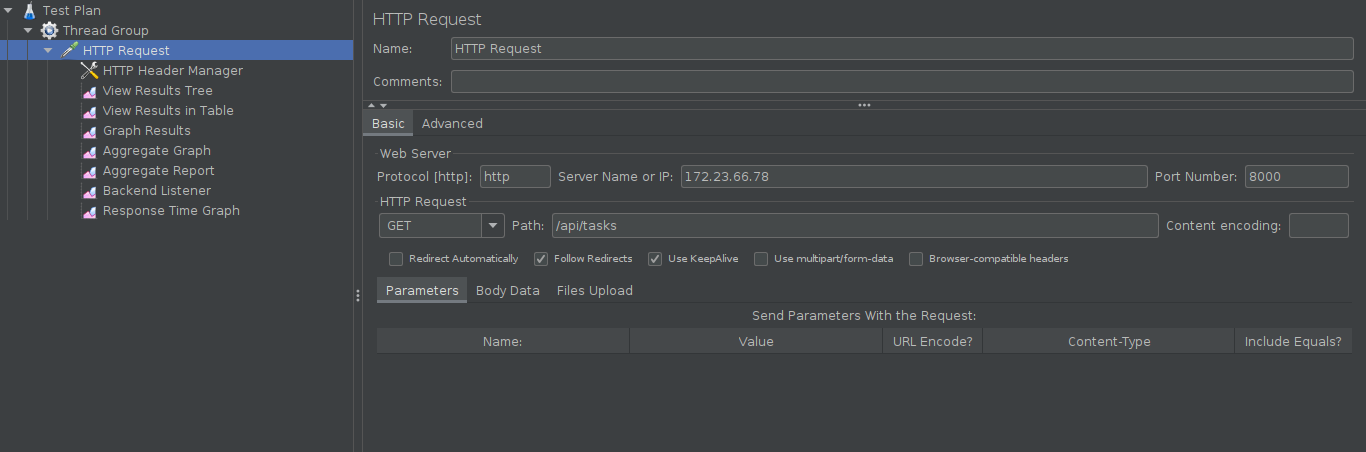 Test Plan
Thread Group
HTTP Request
HTTP Header Manager
View Results Tree
View Results in Table
Graph Results
Aggregate Graph
Aggregate Report
Backend Listener
Response Time Graph
HTTP Request
Name: HTTP Request
Comments:
Basic Advanced
Web Server
Protocol [http]: http Server Name or IP: 172.23.66.78 Port Number: 8000
HTTP Request
GET Path: /api/tasks Content encoding:
Redirect Automatically Follow Redirects Use KeepAlive Use multipart/form-data Browser-compatible headers
Parameters Body Data Files Upload
Send Parameters With the Request:
Name: Value URL Encode? Content-Type Include Equals?